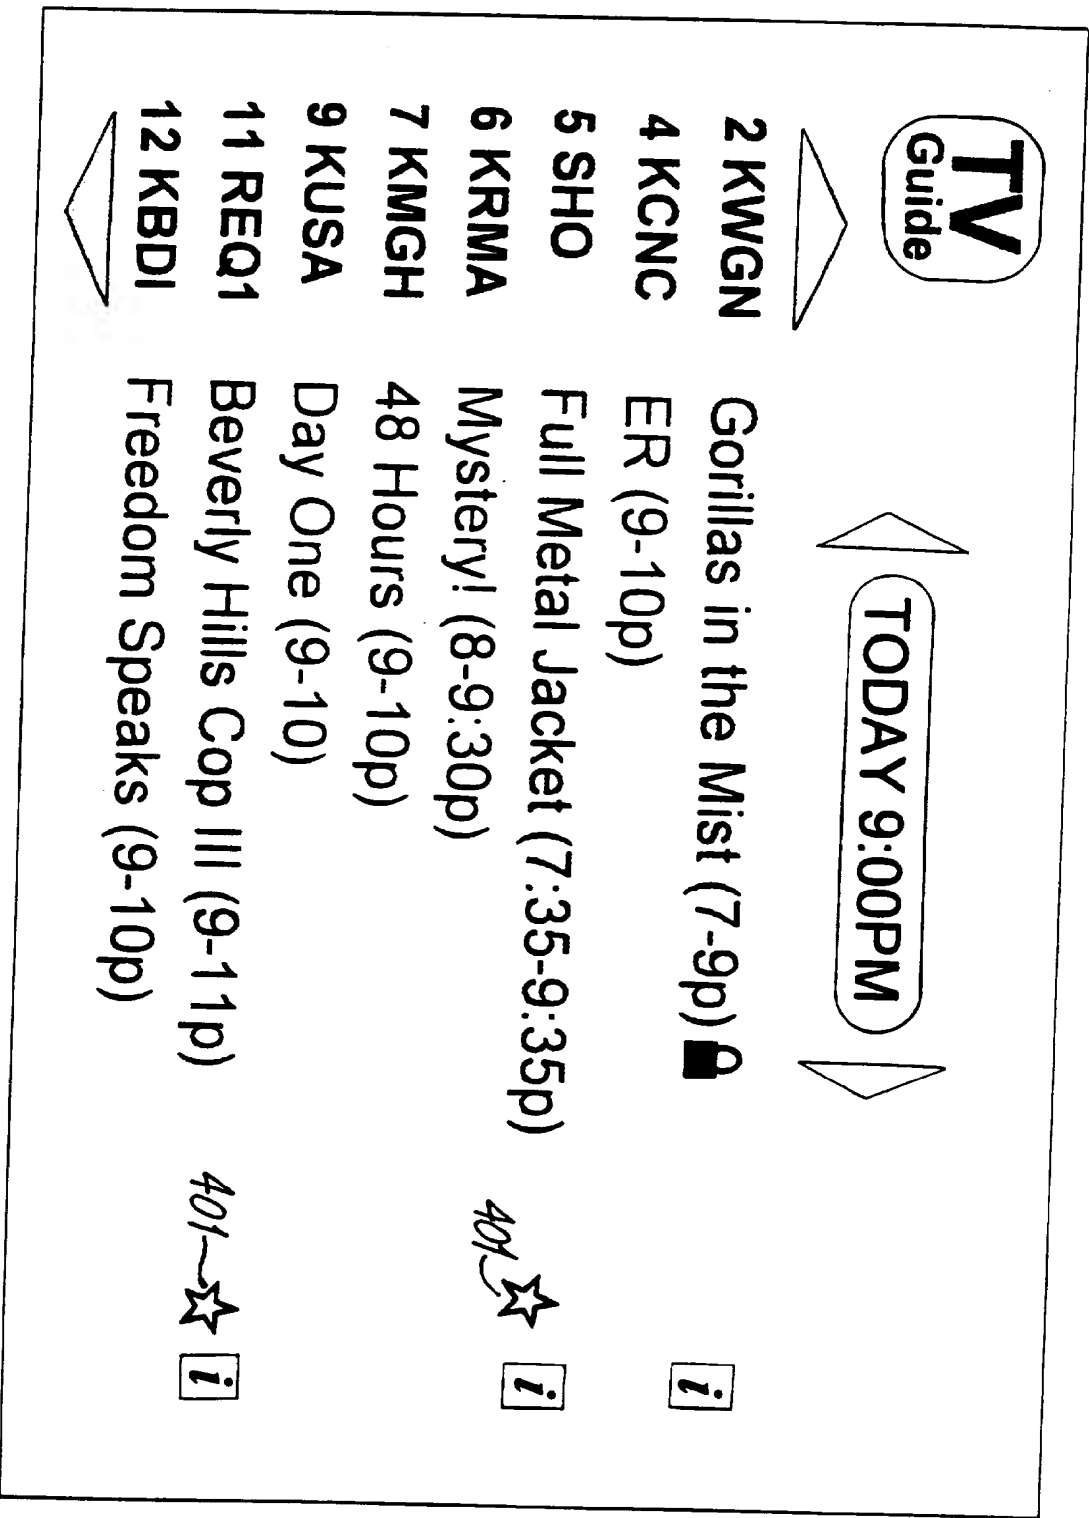 TV
Guide
TODAY 9:00PM
2 KWGN Gorillas in the Mist (7-9p) i
4 KCNC ER (9-10p)
5 SHO Full Metal Jacket (7:35-9:35p) 401 i
6 KRMA Mystery! (8-9:30p)
7 KMGH 48 Hours (9-10p)
9 KUSA Day One (9-10)
11 REQ1 Beverly Hills Cop III (9-11p) 401 i
12 KBDI Freedom Speaks (9-10p)